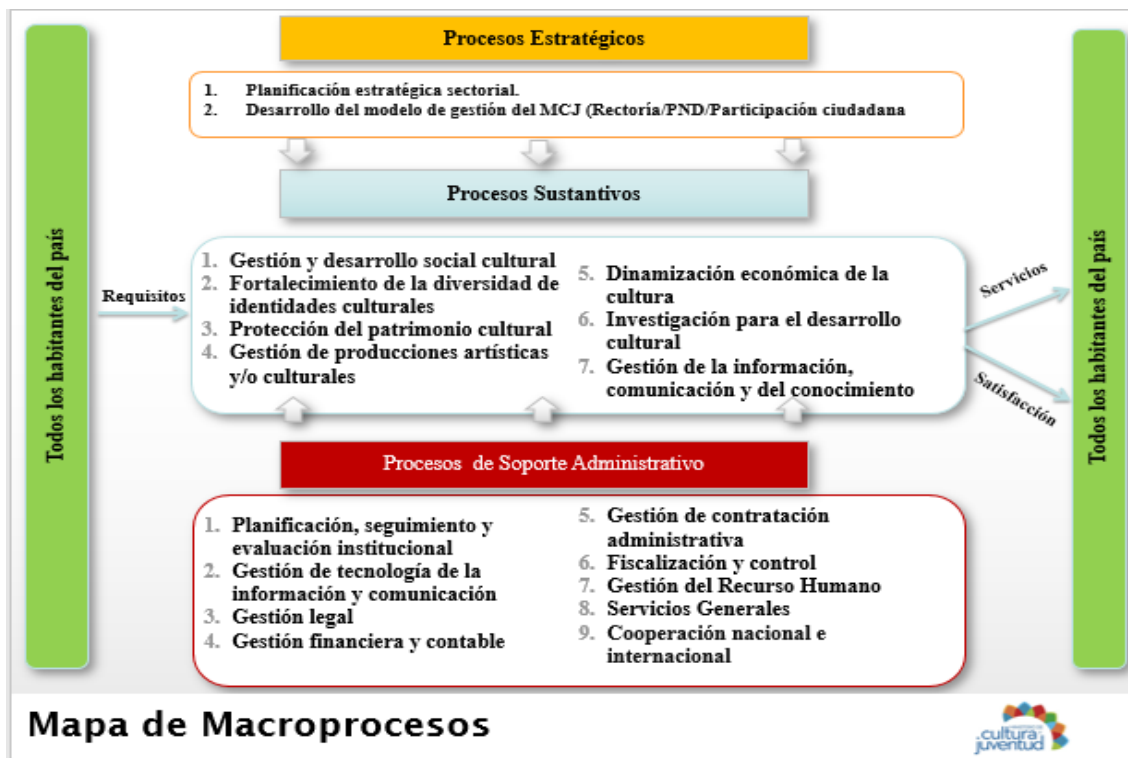 Procesos Estratégicos
1. Planificación estratégica sectorial.
2. Desarrollo del modelo de gestión del MCJ (Rectoría/PND/Participación ciudadana
Procesos Sustantivos
Todos los habitantes del país
Requisitos
1. Gestión y desarrollo social cultural
2. Fortalecimiento de la diversidad de
identidades culturales
3. Protección del patrimonio cultural
4. Gestión de producciones artísticas
y/o culturales
5. Dinamización económica de la
cultura
6. Investigación para el desarrollo
cultural
7. Gestión de la información,
comunicación y del conocimiento
Servicios
Satisfacción
Todos los habitantes del país
Procesos de Soporte Administrativo
1. Planificación, seguimiento y
evaluación institucional
2. Gestión de tecnología de la
información y comunicación
3. Gestión legal
4. Gestión financiera y contable
5. Gestión de contratación
administrativa
6. Fiscalización y control
7. Gestión del Recurso Humano
8. Servicios Generales
9. Cooperación nacional e
internacional
Mapa de Macroprocesos
cultura
juventud